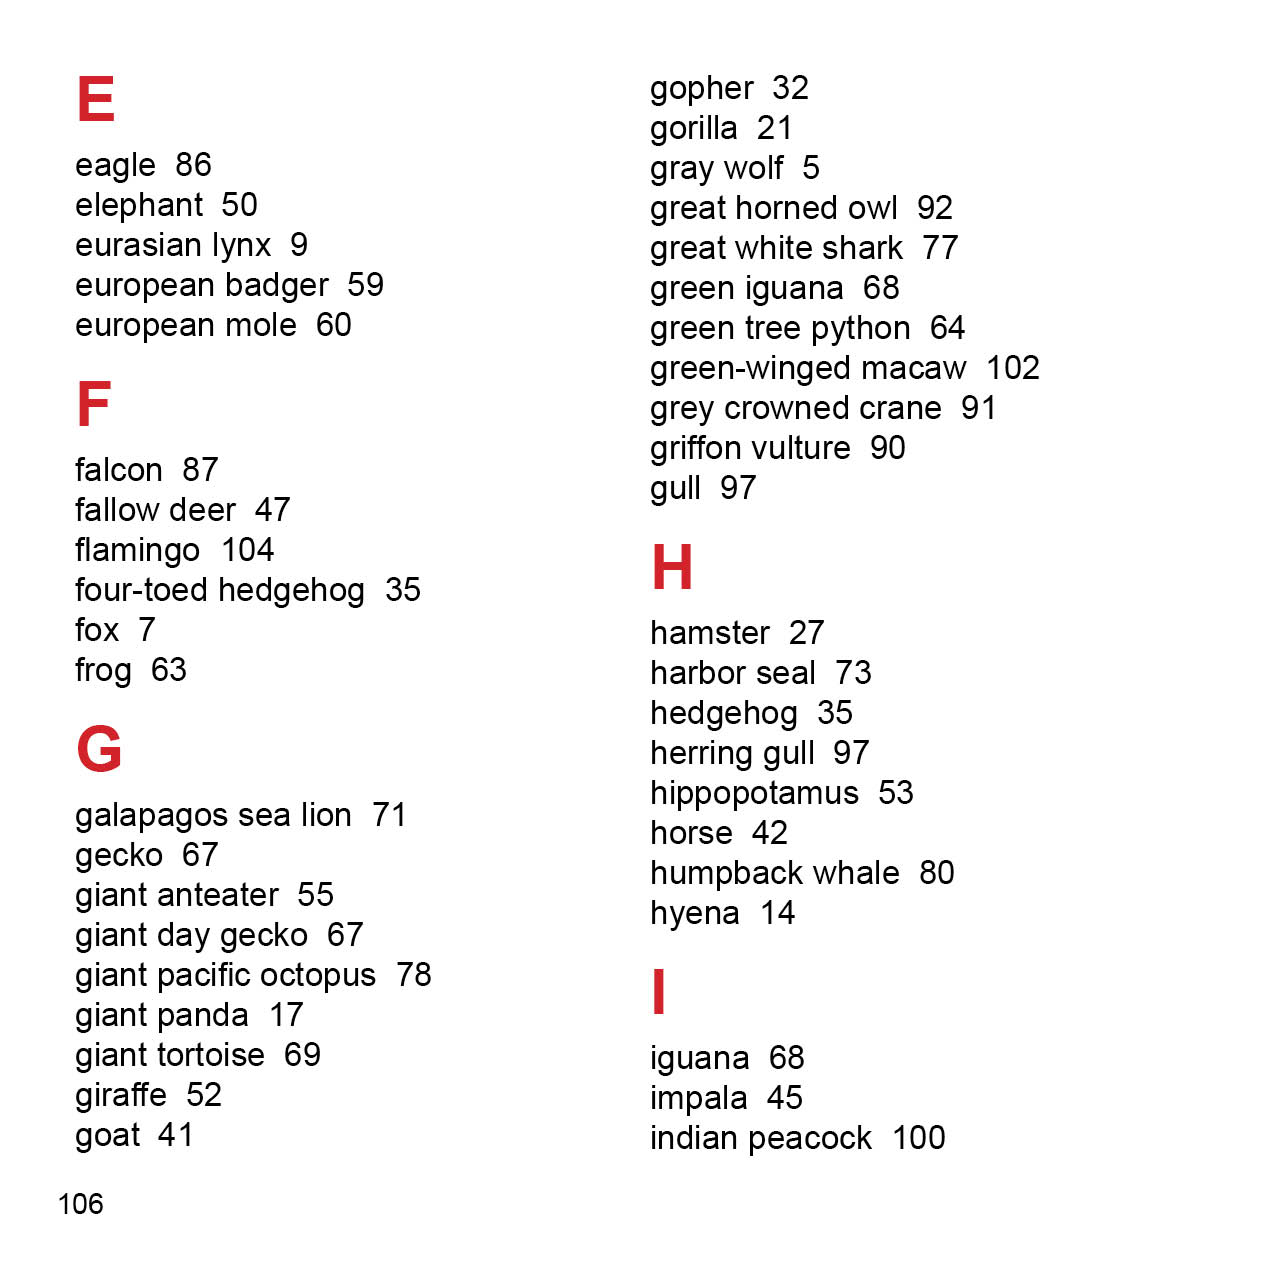 E
eagle 86
elephant 50
eurasian lynx 9
european badger 59
european mole 60
F
falcon 87
fallow deer 47
flamingo 104
four-toed hedgehog 35
fox 7
frog 63
G
galapagos sea lion 71
gecko 67
giant anteater 55
giant day gecko 67
giant pacific octopus 78
giant panda 17
giant tortoise 69
giraffe 52
goat 41
gopher 32
gorilla 21
gray wolf 5
great horned owl 92
great white shark 77
green iguana 68
green tree python 64
green-winged macaw 102
grey crowned crane 91
griffon vulture 90
gull 97
H
hamster 27
harbor seal 73
hedgehog 35
herring gull 97
hippopotamus 53
horse 42
humpback whale 80
hyena 14
I
iguana 68
impala 45
indian peacock 100
106